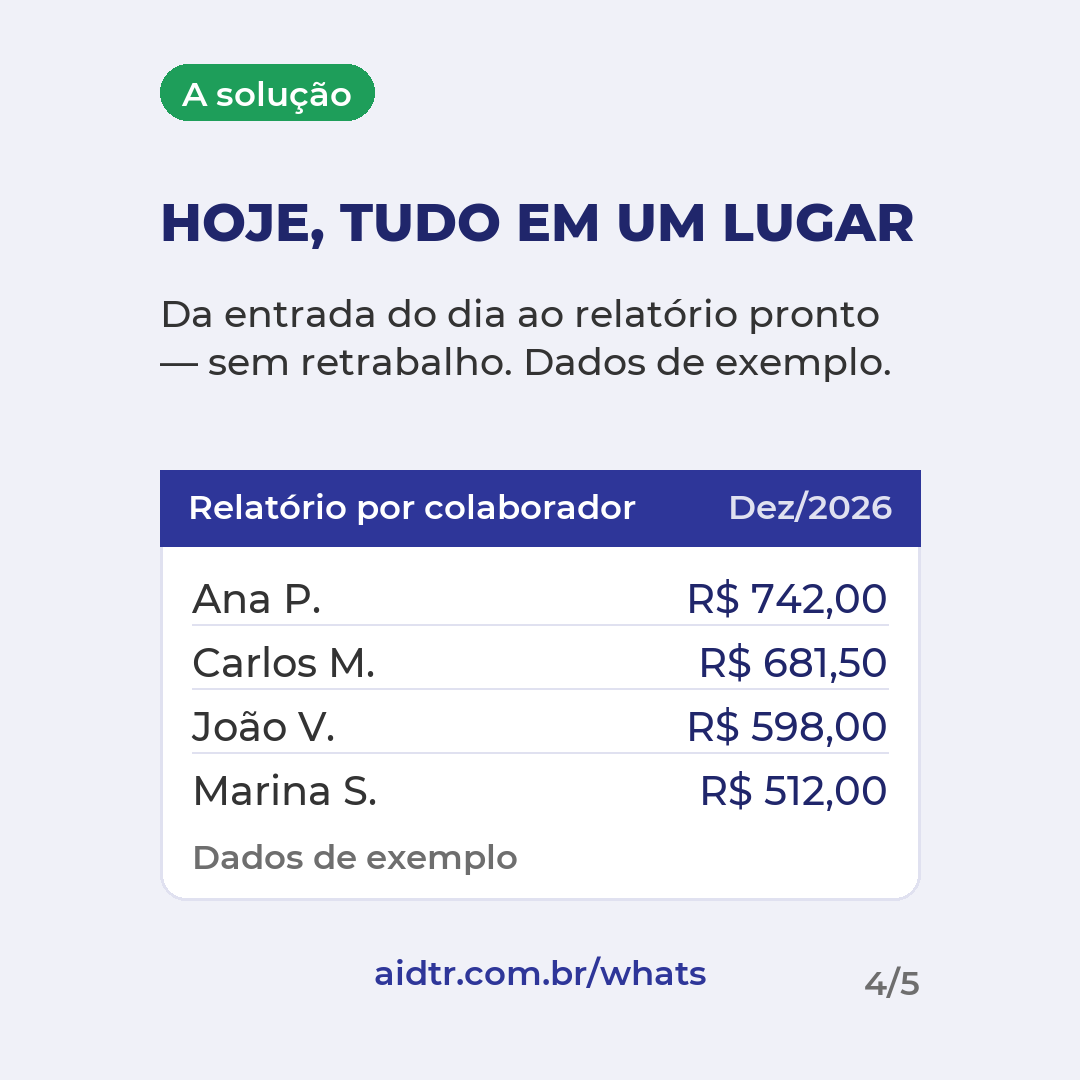 A solução
HOJE, TUDO EM UM LUGAR
Da entrada do dia ao relatório pronto
— sem retrabalho. Dados de exemplo.
Relatório por colaborador Dez/2026
Ana P. R$ 742,00
Carlos M. R$ 681,50
João V. R$ 598,00
Marina S. R$ 512,00
Dados de exemplo
aidtr.com.br/whats
4/5